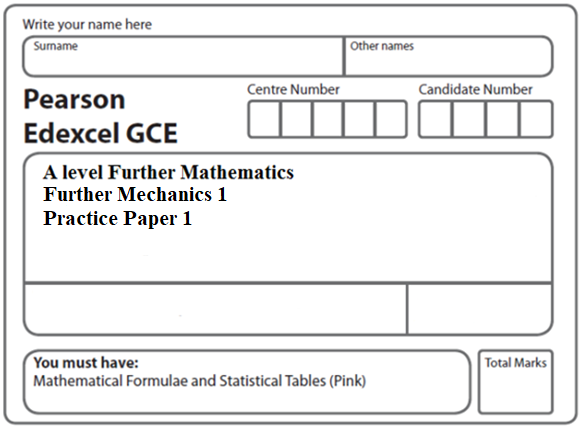 Write your name here
Surname
Other names
Pearson
Edexcel GCE
Centre Number
Candidate Number
A level Further Mathematics
Further Mechanics 1
Practice Paper 1
You must have:
Mathematical Formulae and Statistical Tables (Pink)
Total Marks